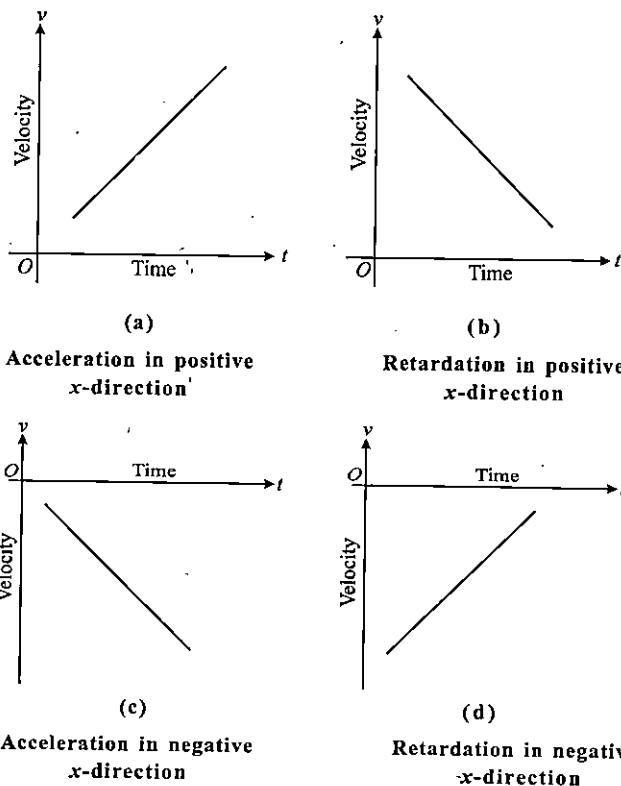 v
v
Velocity
Velocity
O
Time
t
O
Time
t
(a)
(b)
Acceleration in positive
x-direction
Retardation in positive
x-direction
v
v
O
Time
t
O
Time
Velocity
Velocity
(c)
(d)
Acceleration in negative
x-direction
Retardation in negativ
x-direction